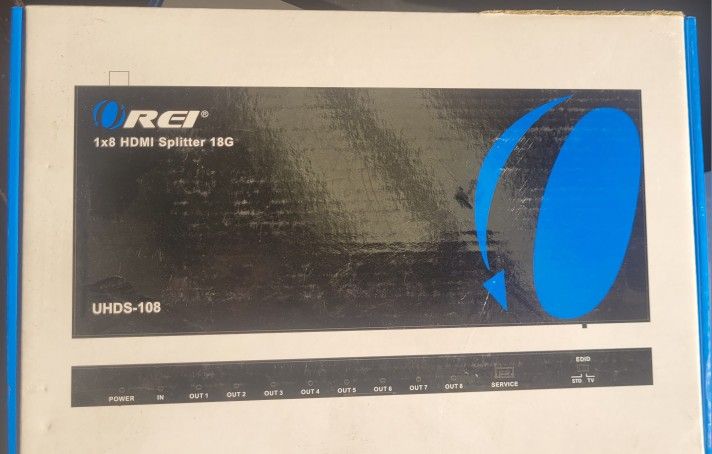 OREI®
1x8 HDMI Splitter 18G
UHDS-108
EDID
POWER IN OUT 1 OUT 2 OUT 3 OUT 4 OUT 5 OUT 6 OUT 7 OUT 8 SERVICE STD TV